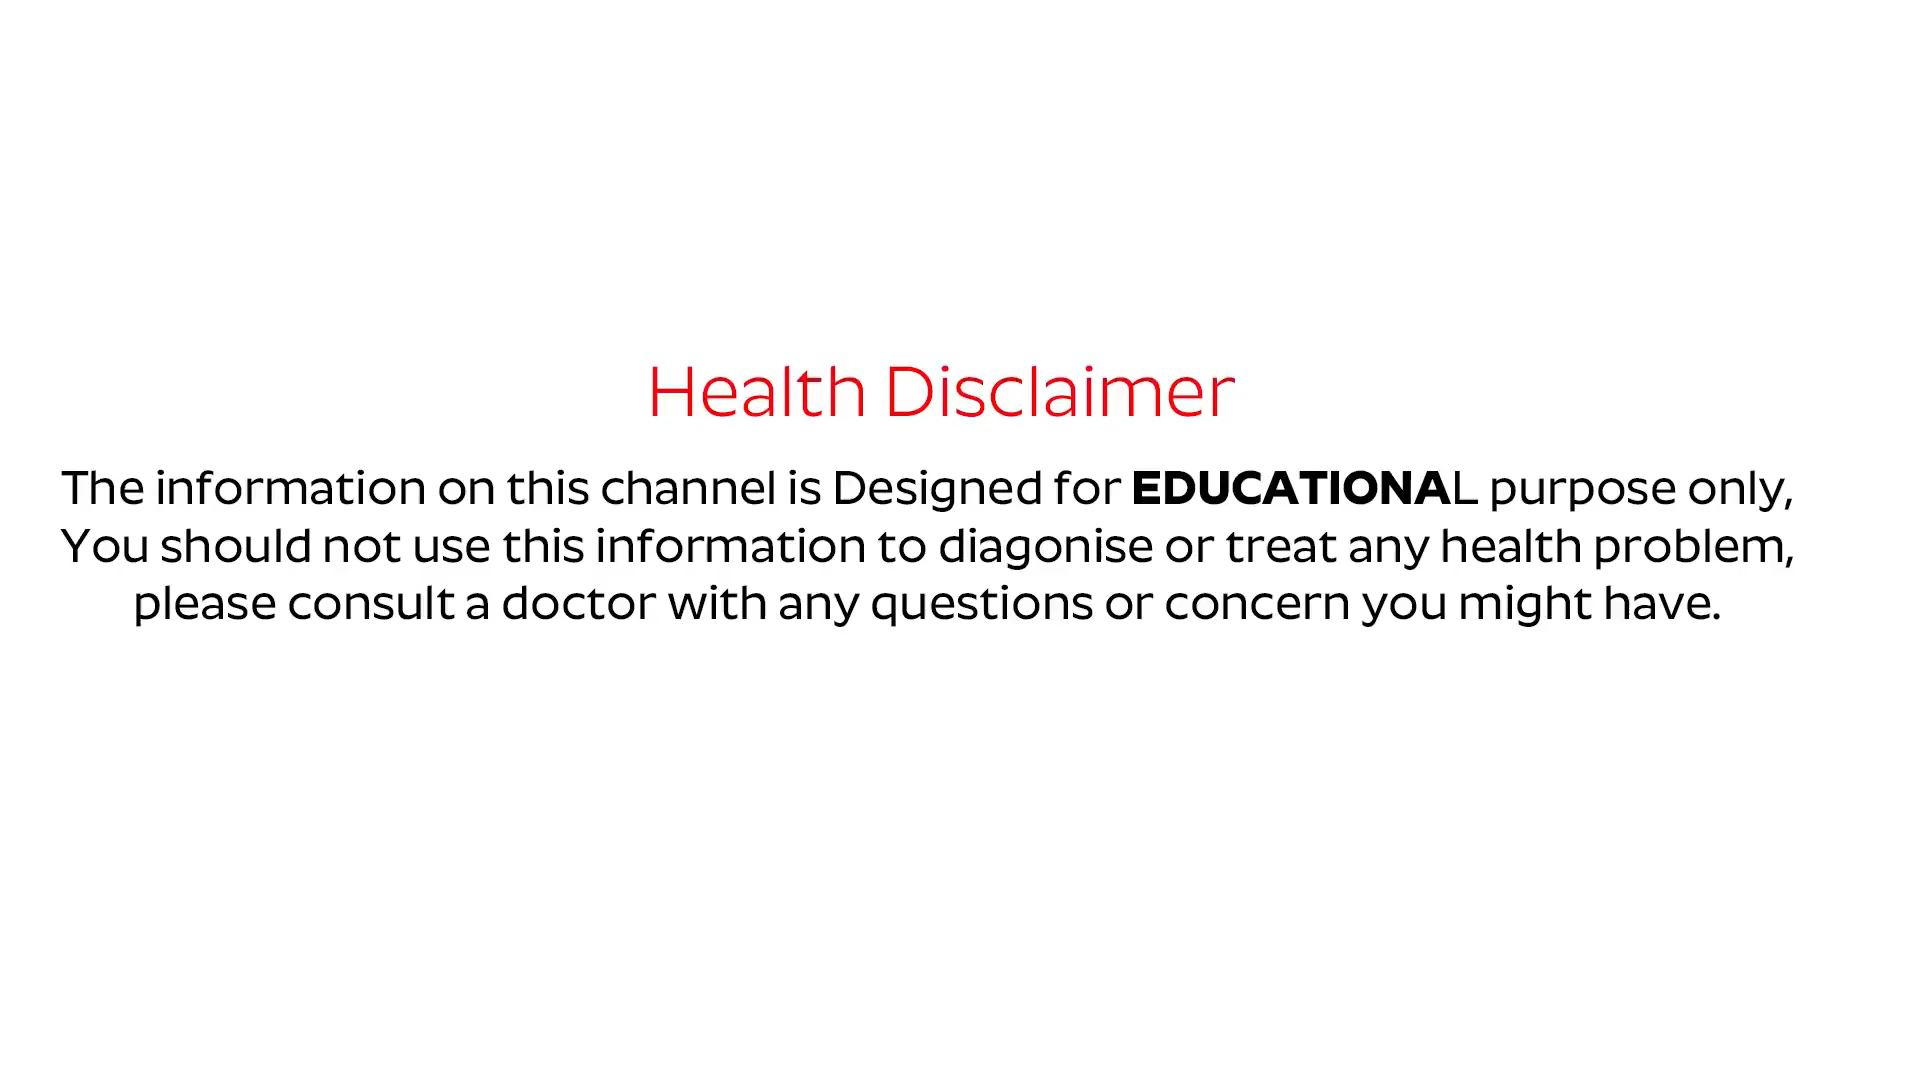 Health Disclaimer
The information on this channel is Designed for EDUCATIONAL purpose only,
You should not use this information to diagonise or treat any health problem,
please consult a doctor with any questions or concern you might have.